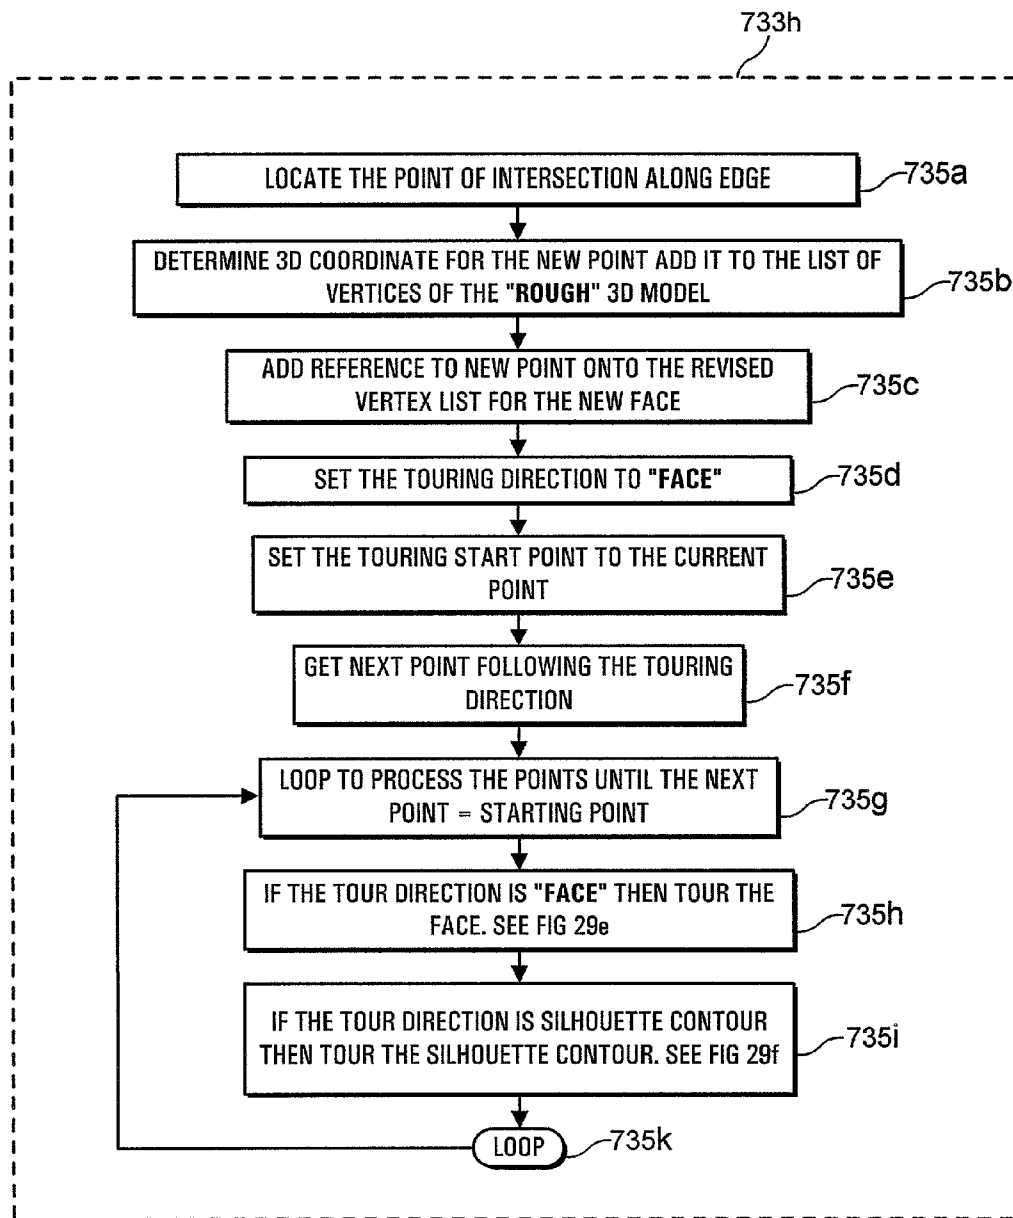 733h
LOCATE THE POINT OF INTERSECTION ALONG EDGE
735a
DETERMINE 3D COORDINATE FOR THE NEW POINT ADD IT TO THE LIST OF
VERTICES OF THE "ROUGH" 3D MODEL
735b
ADD REFERENCE TO NEW POINT ONTO THE REVISED
VERTEX LIST FOR THE NEW FACE
735c
SET THE TOURING DIRECTION TO "FACE"
735d
SET THE TOURING START POINT TO THE CURRENT
POINT
735e
GET NEXT POINT FOLLOWING THE TOURING
DIRECTION
735f
LOOP TO PROCESS THE POINTS UNTIL THE NEXT
POINT = STARTING POINT
735g
IF THE TOUR DIRECTION IS "FACE" THEN TOUR THE
FACE. SEE FIG 29e
735h
IF THE TOUR DIRECTION IS SILHOUETTE CONTOUR
THEN TOUR THE SILHOUETTE CONTOUR. SEE FIG 29f
735i
LOOP
735k